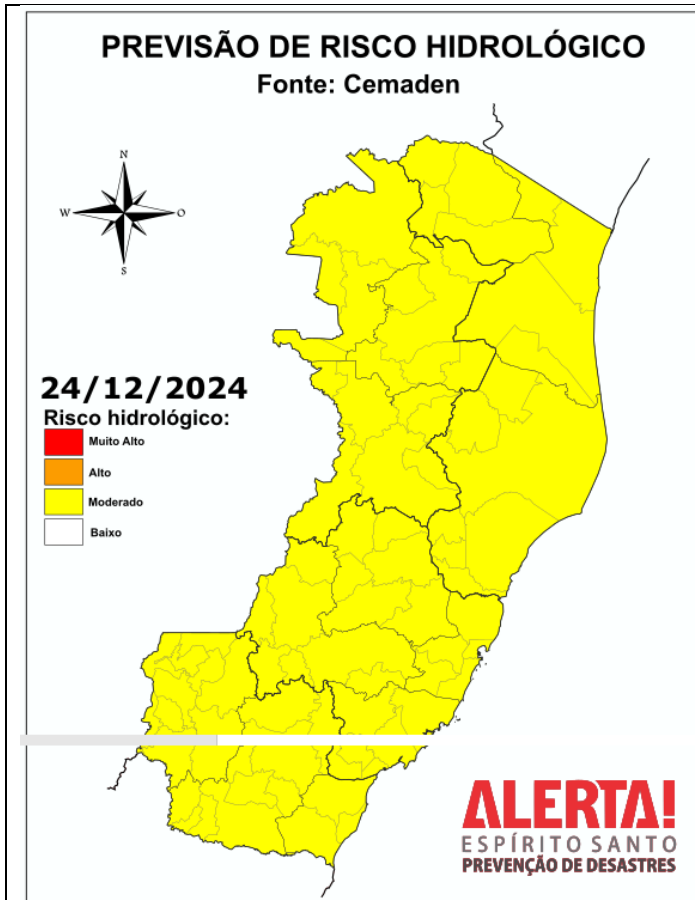 PREVISÃO DE RISCO HIDROLÓGICO
Fonte: Cemaden
N
W
O
S
24/12/2024
Risco hidrológico:
Muito Alto
Alto
Moderado
Baixo
ALERTA!
ESPÍRITO SANTO
PREVENÇÃO DE DESASTRES